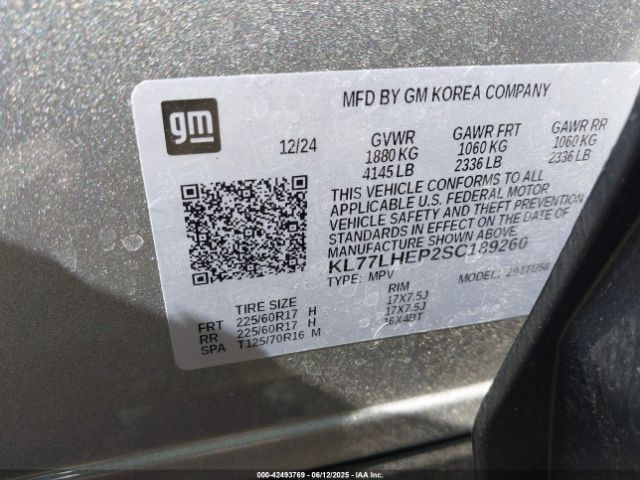 gm
MFD BY GM KOREA COMPANY
12/24 GVWR GAWR FRT GAWR RR
1880 KG 1060 KG 1060 KG
4145 LB 2336 LB 2336 LB
THIS VEHICLE CONFORMS TO ALL
APPLICABLE U.S. FEDERAL MOTOR
VEHICLE SAFETY AND THEFT PREVENTION
STANDARDS IN EFFECT ON THE DATE OF
MANUFACTURE SHOWN ABOVE.
KL77LHEP2SC189260
TYPE: MPV MODEL:
TIRE SIZE RIM
FRT 225/60R17 H 17X7.5J
RR 225/60R17 H 17X7.5J
SPA T125/70R16 M 16X4BT
00-42493769 - 06/12/2025 - IAA Inc.